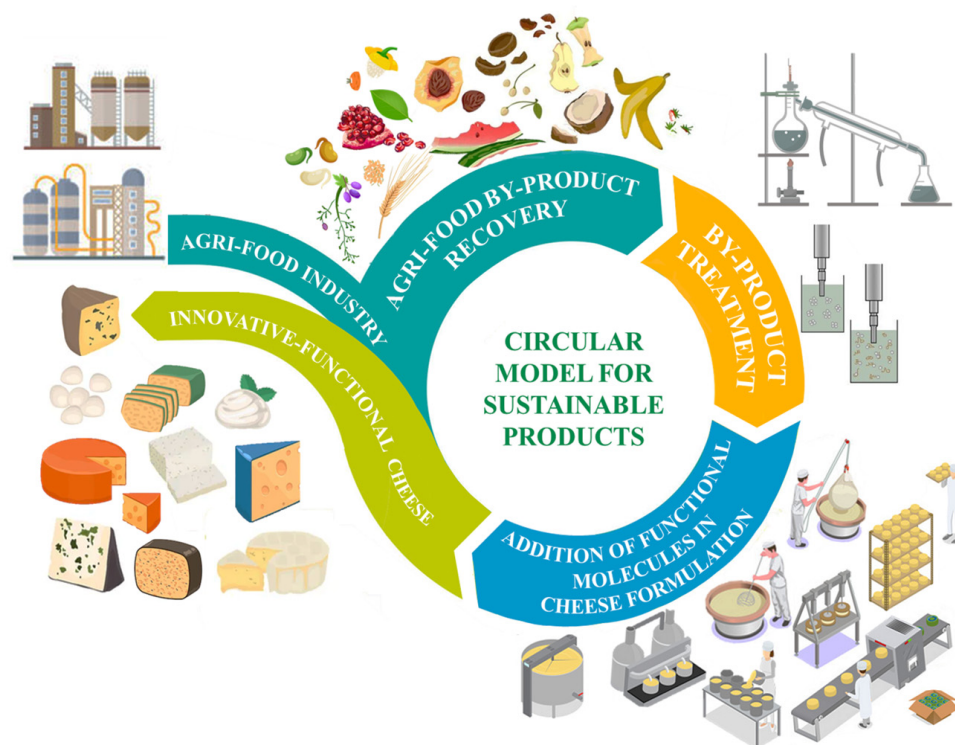 AGRI-FOOD INDUSTRY
AGRI-FOOD BY-PRODUCT
RECOVERY
BY-PRODUCT
TREATMENT
ADDITION OF FUNCTIONAL
MOLECULES IN
CHEESE FORMULATION
INNOVATIVE-FUNCTIONAL CHEESE
CIRCULAR
MODEL FOR
SUSTAINABLE
PRODUCTS